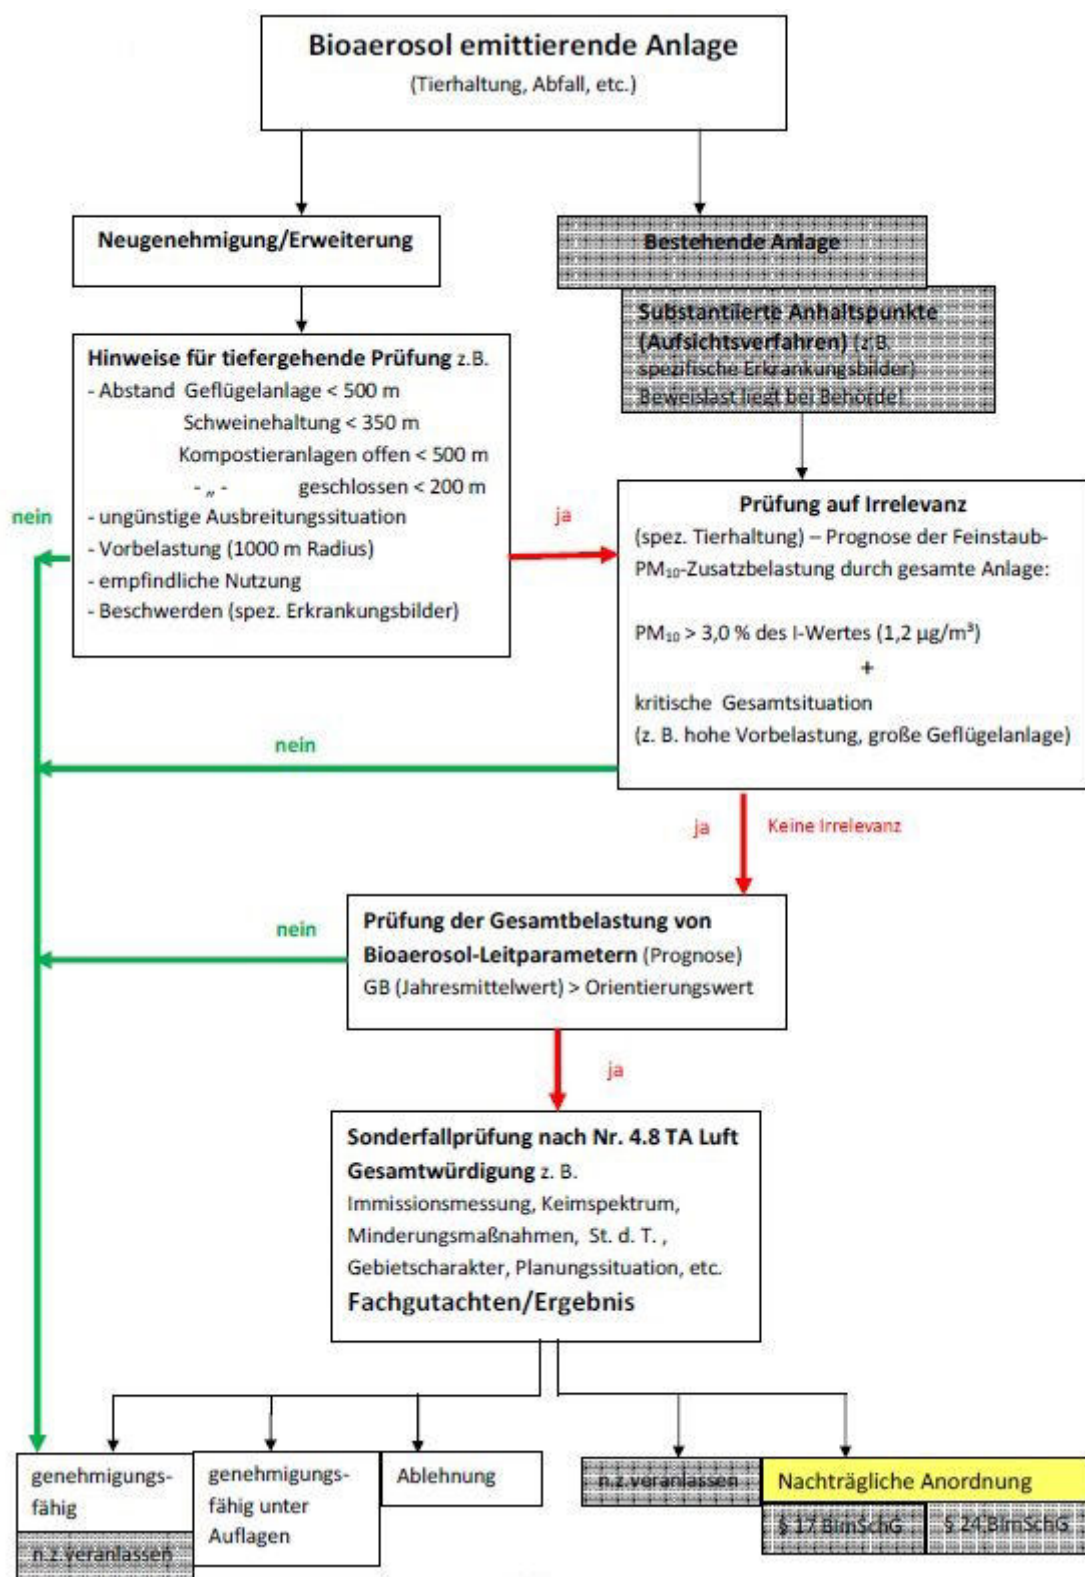 Bioaerosol emittierende Anlage
(Tierhaltung, Abfall, etc.)
Neugenehmigung/Erweiterung
Bestehende Anlage
Substantiierte Anhaltspunkte
(Aufsichtsverfahren) (z.B.
spezifische Erkrankungsbilder)
Beweislast liegt bei Behörde!
Hinweise für tiefergehende Prüfung z.B.
- Abstand Geflügelanlage < 500 m
Schweinehaltung < 350 m
Kompostieranlagen offen < 500 m
- „ - geschlossen < 200 m
- ungünstige Ausbreitungssituation
- Vorbelastung (1000 m Radius)
- empfindliche Nutzung
- Beschwerden (spez. Erkrankungsbilder)
nein
ja
Prüfung auf Irrelevanz
(spez. Tierhaltung) – Prognose der Feinstaub-
PM₁₀-Zusatzbelastung durch gesamte Anlage:
PM₁₀ > 3,0 % des I-Wertes (1,2 µg/m³)
+
kritische Gesamtsituation
(z. B. hohe Vorbelastung, große Geflügelanlage)
nein
ja
Keine Irrelevanz
nein
Prüfung der Gesamtbelastung von
Bioaerosol-Leitparametern (Prognose)
GB (Jahresmittelwert) > Orientierungswert
ja
Sonderfallprüfung nach Nr. 4.8 TA Luft
Gesamtwürdigung z. B.
Immissionsmessung, Keimspektrum,
Minderungsmaßnahmen, St. d. T. ,
Gebietscharakter, Planungssituation, etc.
Fachgutachten/Ergebnis
genehmigungs-
fähig
n.z.veranlassen
genehmigungs-
fähig unter
Auflagen
Ablehnung
n.z.veranlassen
Nachträgliche Anordnung
§ 17 BImSchG
§ 24 BImSchG